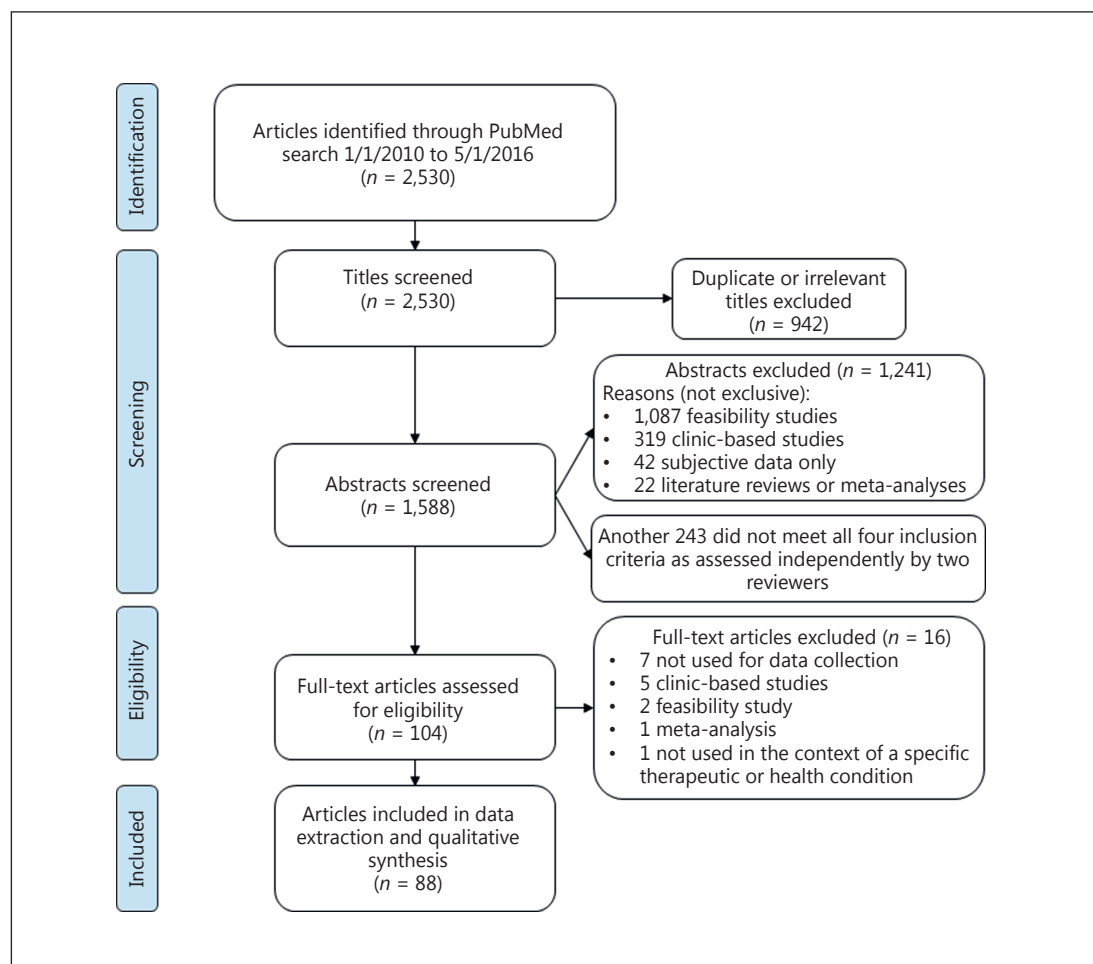 Identification
Articles identified through PubMed
search 1/1/2010 to 5/1/2016
(n = 2,530)
Screening
Titles screened
(n = 2,530)
Duplicate or irrelevant
titles excluded
(n = 942)
Abstracts screened
(n = 1,588)
Abstracts excluded (n = 1,241)
Reasons (not exclusive):
• 1,087 feasibility studies
• 319 clinic-based studies
• 42 subjective data only
• 22 literature reviews or meta-analyses
Another 243 did not meet all four inclusion
criteria as assessed independently by two
reviewers
Eligibility
Full-text articles assessed
for eligibility
(n = 104)
Full-text articles excluded (n = 16)
• 7 not used for data collection
• 5 clinic-based studies
• 2 feasibility study
• 1 meta-analysis
• 1 not used in the context of a specific
therapeutic or health condition
Included
Articles included in data
extraction and qualitative
synthesis
(n = 88)